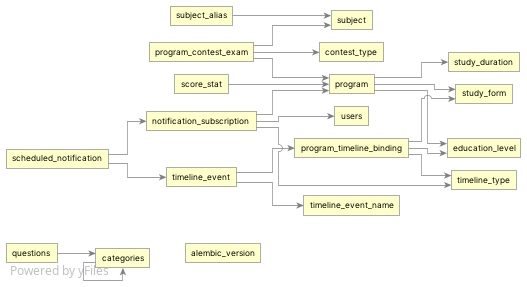 subject_alias
subject
program_contest_exam
contest_type
study_duration
score_stat
program
study_form
notification_subscription
users
program_timeline_binding
education_level
scheduled_notification
timeline_event
timeline_type
timeline_event_name
questions
categories
alembic_version
Powered by yFiles